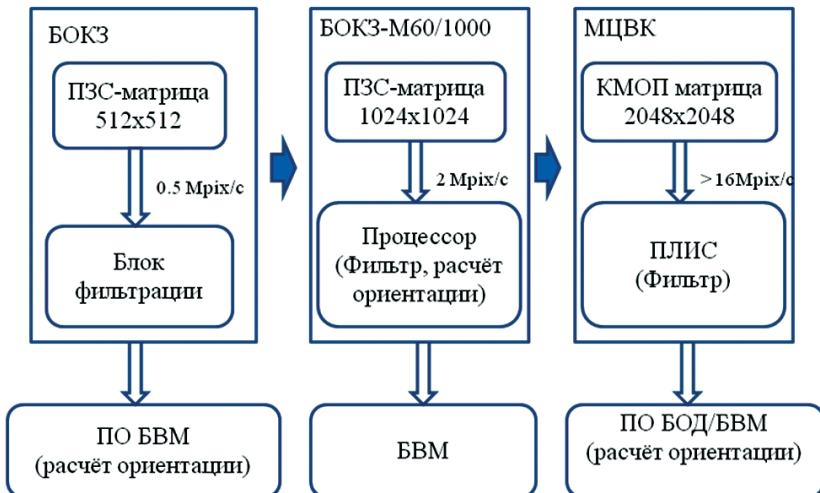 БОКЗ
ПЗС-матрица
512x512
0.5 Mpix/с
Блок
фильтрации
ПО БВМ
(расчёт ориентации)
БОКЗ-М60/1000
ПЗС-матрица
1024x1024
2 Mpix/с
Процессор
(Фильтр, расчёт
ориентации)
БВМ
МЦВК
КМОП матрица
2048x2048
>16Mpix/с
ПЛИС
(Фильтр)
ПО БОД/БВМ
(расчёт ориентации)